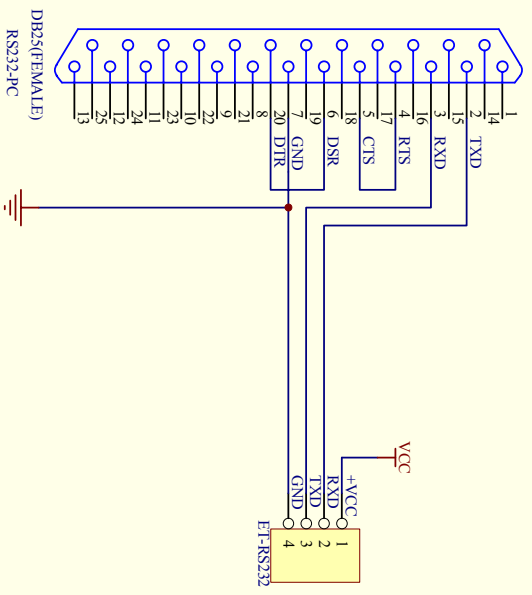 DB25(FEMALE)
RS232-PC
1
14
2
15
3
16
4
17
5
18
6
19
7
20
8
21
9
22
10
23
11
24
12
25
13
TXD
RXD
RTS
CTS
DSR
GND
DTR
VCC
+VCC
RXD
TXD
GND
1
2
3
4
ET-RS232